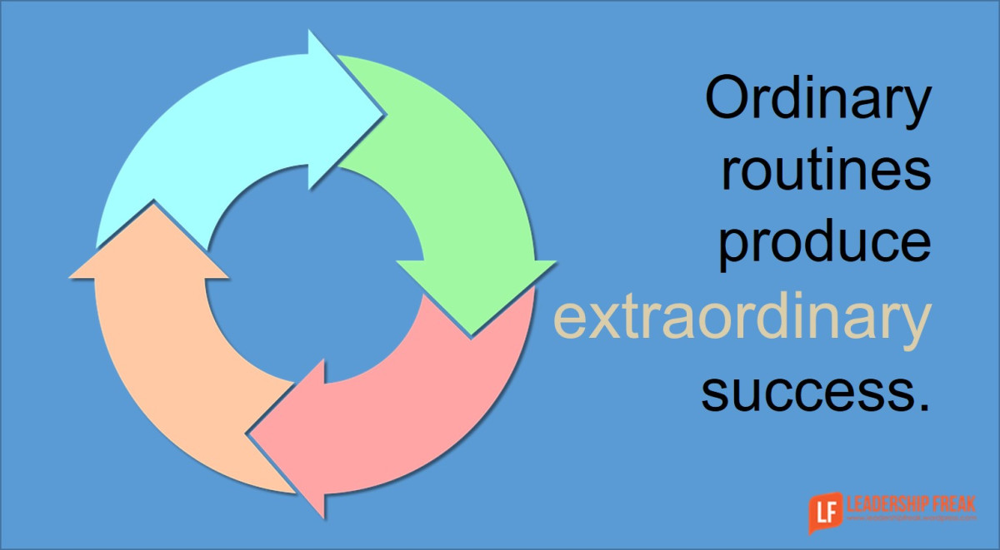 Ordinary
routines
produce
extraordinary
success.
LF
LEADERSHIP FREAK